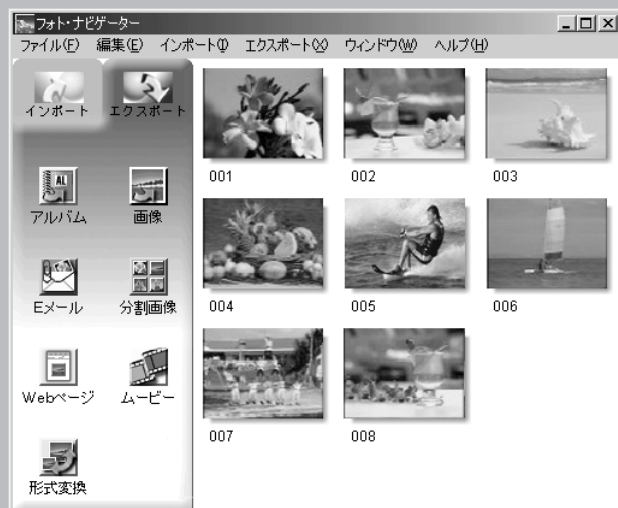 フォト・ナビゲーター
ファイル(F) 編集(E) インポート(I) エクスポート(X) ウィンドウ(W) ヘルプ(H)
インポート エクスポート
アルバム 画像
Eメール 分割画像
Webページ ムービー
形式変換
001 002 003
004 005 006
007 008